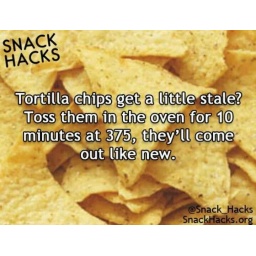 SNACK
HACKS
Tortilla chips get a little stale?
Toss them in the oven for 10
minutes at 375, they'll come
out like new.
@Snack_Hacks
SnackHacks.org